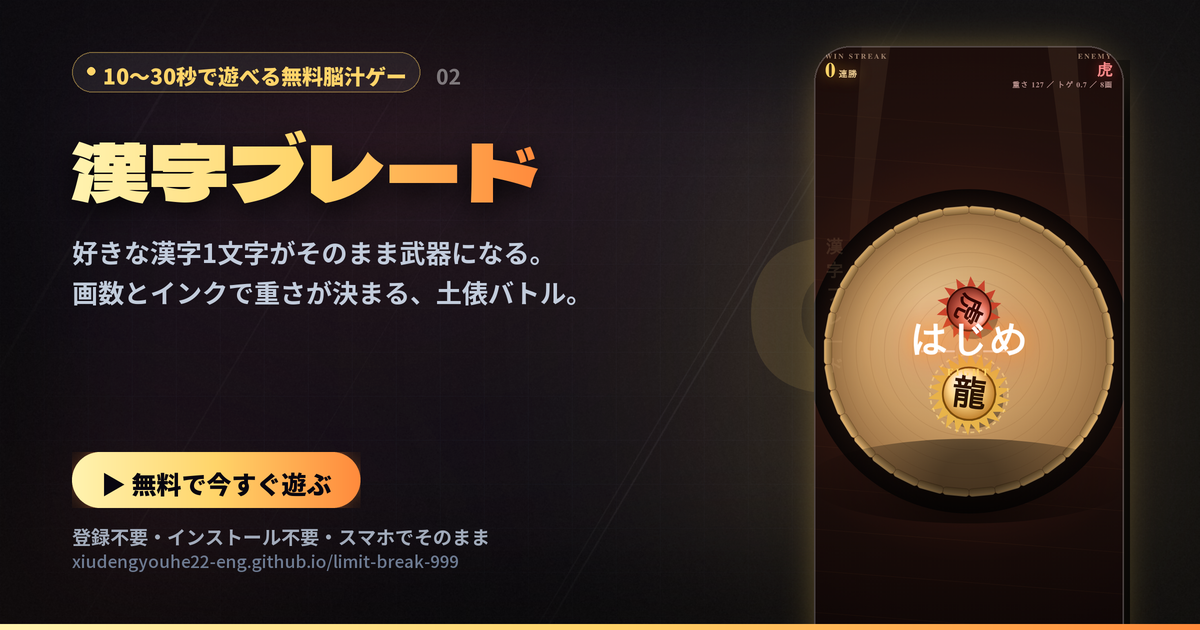 10〜30秒で遊べる無料脳汁ゲー 02
漢字ブレード
好きな漢字1文字がそのまま武器になる。
画数とインクで重さが決まる、土俵バトル。
▶ 無料で今すぐ遊ぶ
登録不要・インストール不要・スマホでそのまま
xiudengyouhe22-eng.github.io/limit-break-999
WIN STREAK
0 連勝
ENEMY
虎
重さ 127 / トゲ 0.7 / 8画
漢
字
虎
はじめ
龍